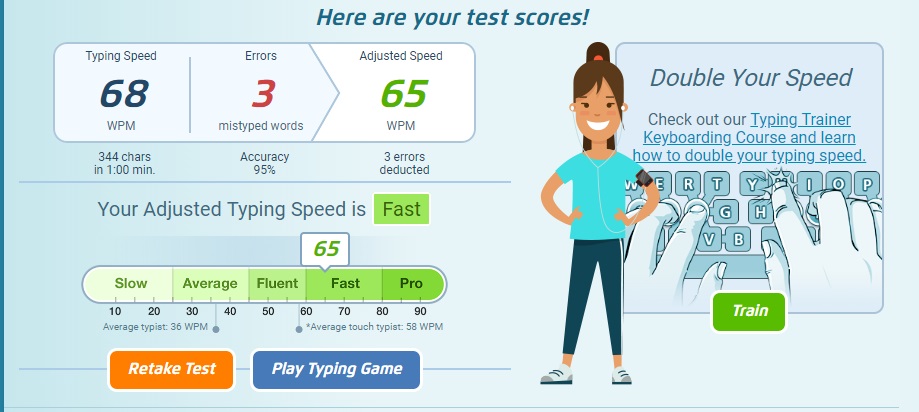 Here are your test scores!
Typing Speed
68
WPM
Errors
3
mistyped words
Adjusted Speed
65
WPM
344 chars
in 1:00 min.
Accuracy
95%
3 errors
deducted
Your Adjusted Typing Speed is Fast
65
Slow Average Fluent Fast Pro
10 20 30 40 50 60 70 80 90
Average typist: 36 WPM
*Average touch typist: 58 WPM
Retake Test
Play Typing Game
Double Your Speed
Check out our Typing Trainer
Keyboarding Course and learn
how to double your typing speed.
W E R T Y I O P
G H
V B
Train